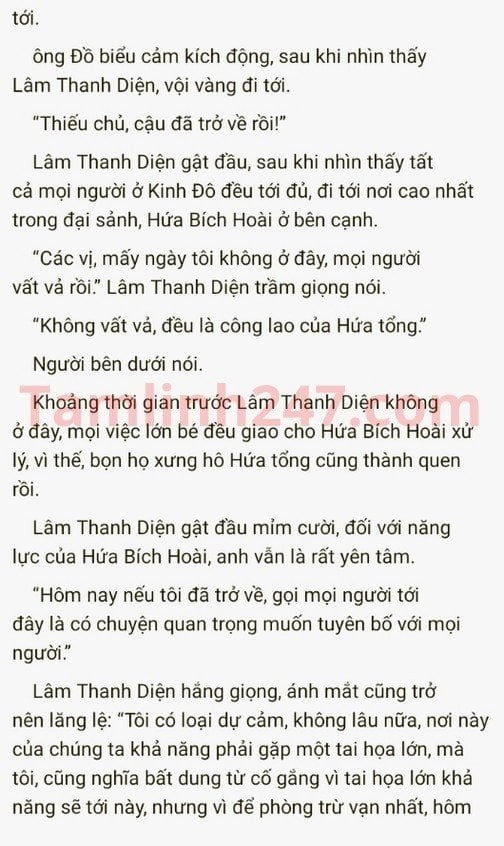 tới.
ông Đồ biểu cảm kích động, sau khi nhìn thấy
Lâm Thanh Diện, vội vàng đi tới.
“Thiếu chủ, cậu đã trở về rồi!”
Lâm Thanh Diện gật đầu, sau khi nhìn thấy tất
cả mọi người ở Kinh Đô đều tới đủ, đi tới nơi cao nhất
trong đại sảnh, Hứa Bích Hoài ở bên cạnh.
“Các vị, mấy ngày tôi không ở đây, mọi người
vất vả rồi.” Lâm Thanh Diện trầm giọng nói.
“Không vất vả, đều là công lao của Hứa tổng.”
Người bên dưới nói.
Tamlinh247.com
Khoảng thời gian trước Lâm Thanh Diện không
ở đây, mọi việc lớn bé đều giao cho Hứa Bích Hoài xử
lý, vì thế, bọn họ xưng hô Hứa tổng cũng thành quen
rồi.
Lâm Thanh Diện gật đầu mỉm cười, đối với năng
lực của Hứa Bích Hoài, anh vẫn là rất yên tâm.
“Hôm nay nếu tôi đã trở về, gọi mọi người tới
đây là có chuyện quan trọng muốn tuyên bố với mọi
người.”
Lâm Thanh Diện hắng giọng, ánh mắt cũng trở
nên lăng lệ: “Tôi có loại dự cảm, không lâu nữa, nơi này
của chúng ta khả năng phải gặp một tai họa lớn, mà
tôi, cũng nghĩa bất dung từ cố gắng vì tai họa lớn khả
năng sẽ tới này, nhưng vì để phòng trừ vạn nhất, hôm